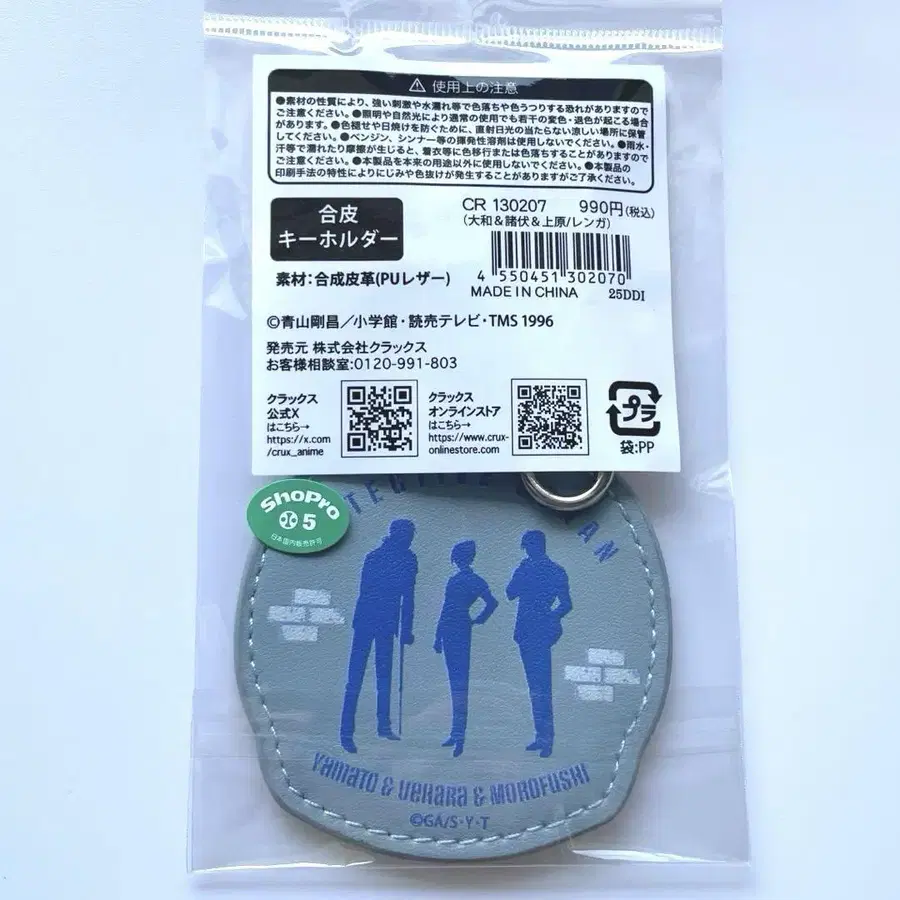 ⚠ 使用上の注意
●素材の性質により、強い刺激や水濡れ等で色落ちや色うつりする恐れがありますので
ご注意ください。●照明や自然光により通常の使用でも若干の変色・退色が起こる場合
があります。●色褪せや日焼けを防ぐために、直射日光の当たらない涼しい場所に保管
してください。●ベンジン、シンナー等の揮発性溶剤は使用しないでください。●雨水・
汗等で濡れたり摩擦が生じると、着衣等に色移行または色落ちすることがありますので
ご注意ください。●本製品を本来の用途以外に使用しないでください。●本製品の
印刷手法の特性によりにじみや色抜けが発生することがありますがご了承ください。
合皮
キーホルダー
CR 130207 990円(税込)
(大和&諸伏&上原/レンガ)
4 550451 302070
MADE IN CHINA 25DDI
素材:合成皮革(PUレザー)
©青山剛昌/小学館・読売テレビ・TMS 1996
発売元 株式会社クラックス
お客様相談室:0120-991-803
クラックス
公式X
はこちら→
https://x.com
/crux_anime
クラックス
オンラインストア
はこちら→
https://www.crux-
onlinestore.com
プラ
袋:PP
ShoPro
5
日本国内販売許可
YAMATO & UEHARA & MOROFUSHI
©GA/S・Y・T